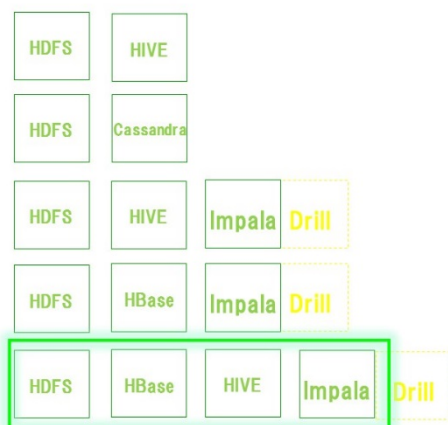 HDFS HIVE
HDFS Cassandra
HDFS HIVE Impala Drill
HDFS HBase Impala Drill
HDFS HBase HIVE Impala Drill